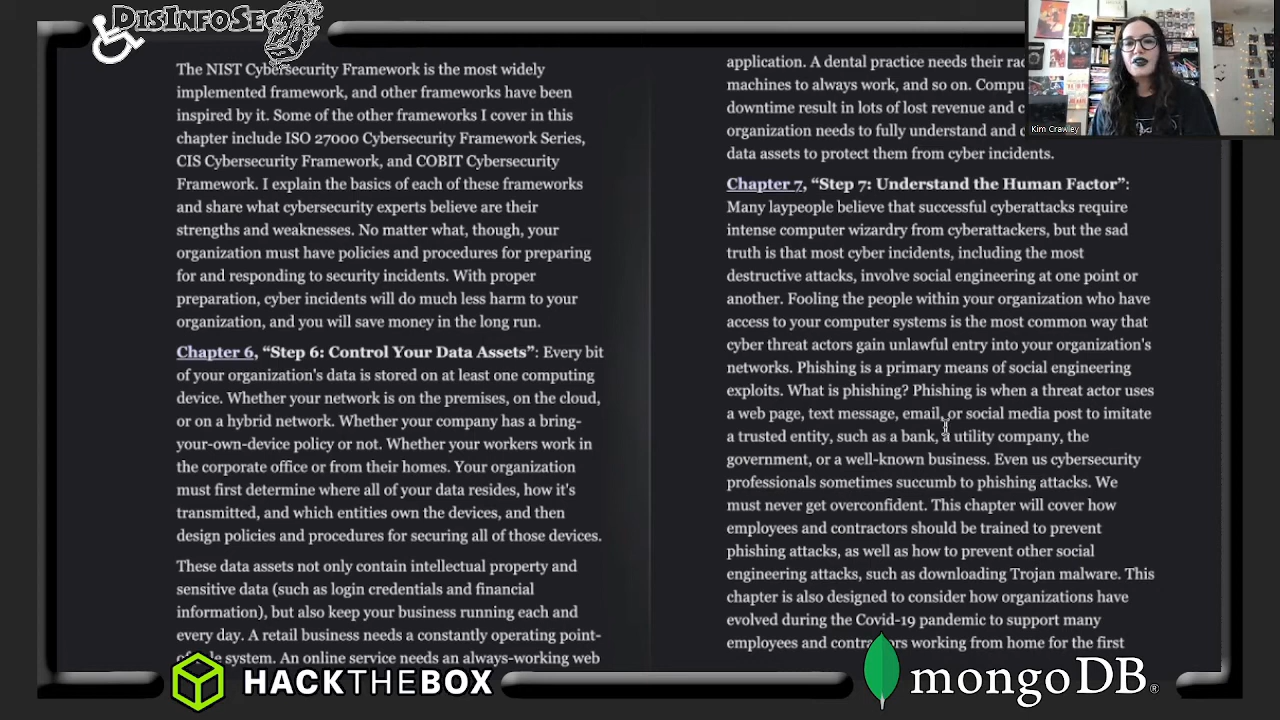 DisInfoSec
The NIST Cybersecurity Framework is the most widely
implemented framework, and other frameworks have been
inspired by it. Some of the other frameworks I cover in this
chapter include ISO 27000 Cybersecurity Framework Series,
CIS Cybersecurity Framework, and COBIT Cybersecurity
Framework. I explain the basics of each of these frameworks
and share what cybersecurity experts believe are their
strengths and weaknesses. No matter what, though, your
organization must have policies and procedures for preparing
for and responding to security incidents. With proper
preparation, cyber incidents will do much less harm to your
organization, and you will save money in the long run.
Chapter 6, “Step 6: Control Your Data Assets”: Every bit
of your organization's data is stored on at least one computing
device. Whether your network is on the premises, on the cloud,
or on a hybrid network. Whether your company has a bring-
your-own-device policy or not. Whether your workers work in
the corporate office or from their homes. Your organization
must first determine where all of your data resides, how it's
transmitted, and which entities own the devices, and then
design policies and procedures for securing all of those devices.
These data assets not only contain intellectual property and
sensitive data (such as login credentials and financial
information), but also keep your business running each and
every day. A retail business needs a constantly operating point-
system. An online service needs an always-working web
application. A dental practice needs their
machines to always work, and so on.
downtime result in lots of lost revenue and
organization needs to fully understand and
data assets to protect them from cyber incidents.
Chapter 7, “Step 7: Understand the Human Factor”:
Many laypeople believe that successful cyberattacks require
intense computer wizardry from cyberattackers, but the sad
truth is that most cyber incidents, including the most
destructive attacks, involve social engineering at one point or
another. Fooling the people within your organization who have
access to your computer systems is the most common way that
cyber threat actors gain unlawful entry into your organization's
networks. Phishing is a primary means of social engineering
exploits. What is phishing? Phishing is when a threat actor uses
a web page, text message, email, or social media post to imitate
a trusted entity, such as a bank, a utility company, the
government, or a well-known business. Even us cybersecurity
professionals sometimes succumb to phishing attacks. We
must never get overconfident. This chapter will cover how
employees and contractors should be trained to prevent
phishing attacks, as well as how to prevent other social
engineering attacks, such as downloading Trojan malware. This
chapter is also designed to consider how organizations have
evolved during the Covid-19 pandemic to support many
employees and contractors working from home for the first
Kim Crawley
HACKTHEBOX
mongoDB®